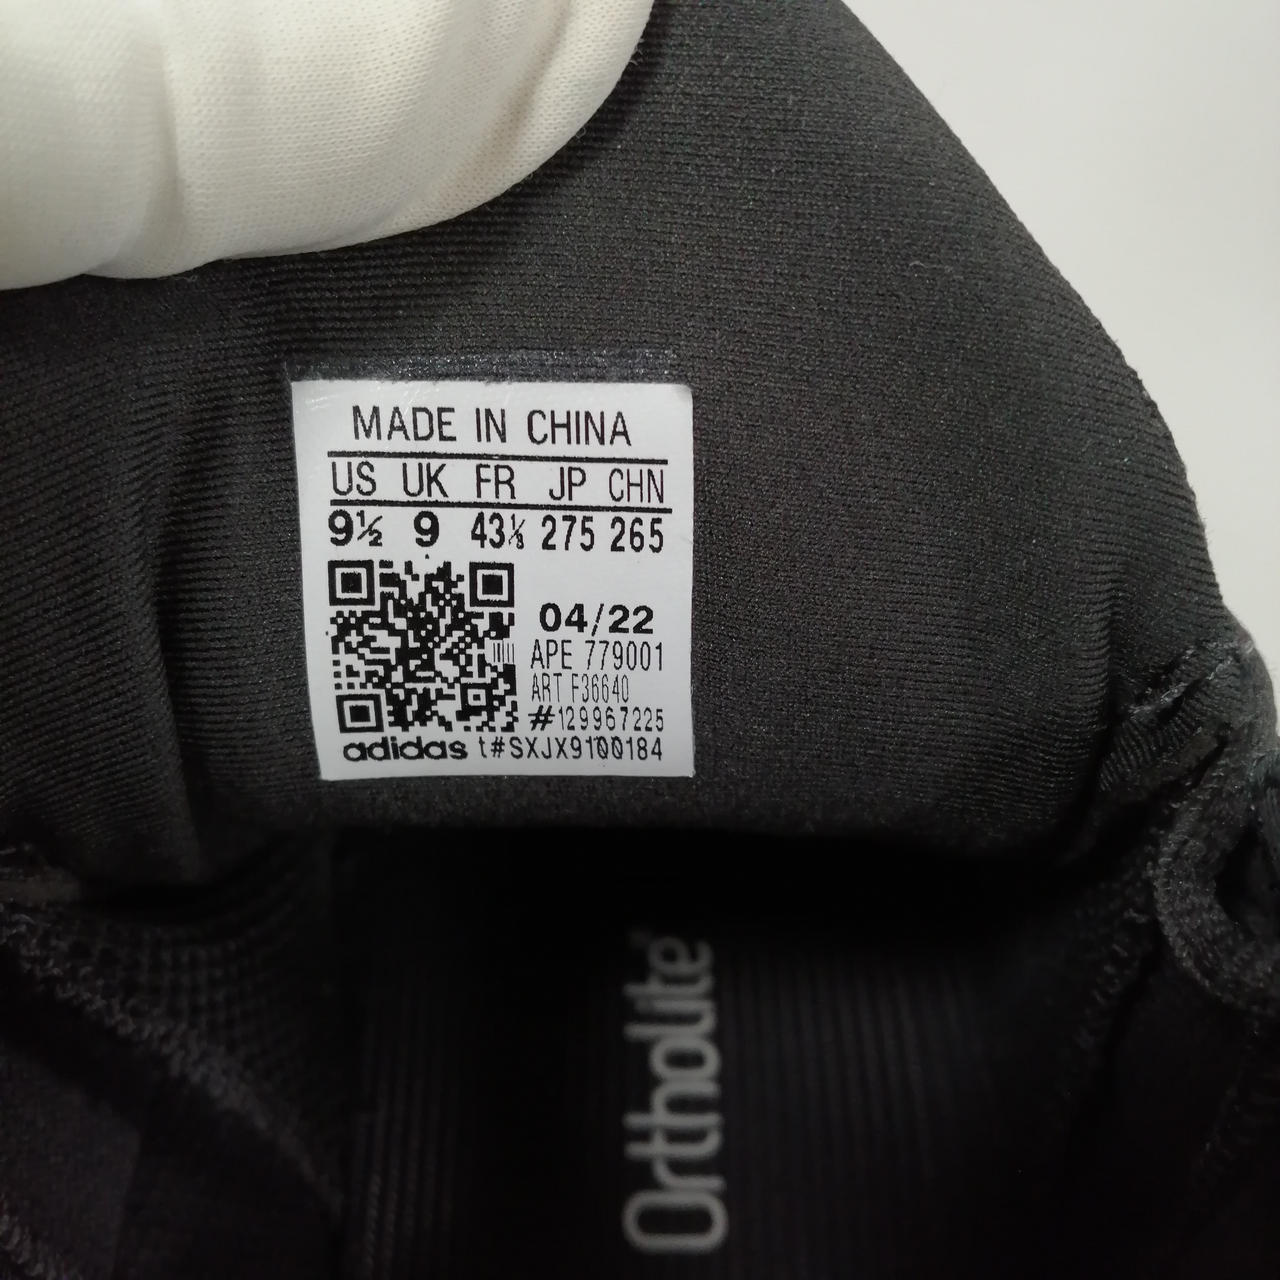 MADE IN CHINA
US UK FR JP CHN
9½ 9 43⅓ 275 265
04/22
APE 779001
ART F36640
#129967225
adidas t#SXJX9100184
Ortholite